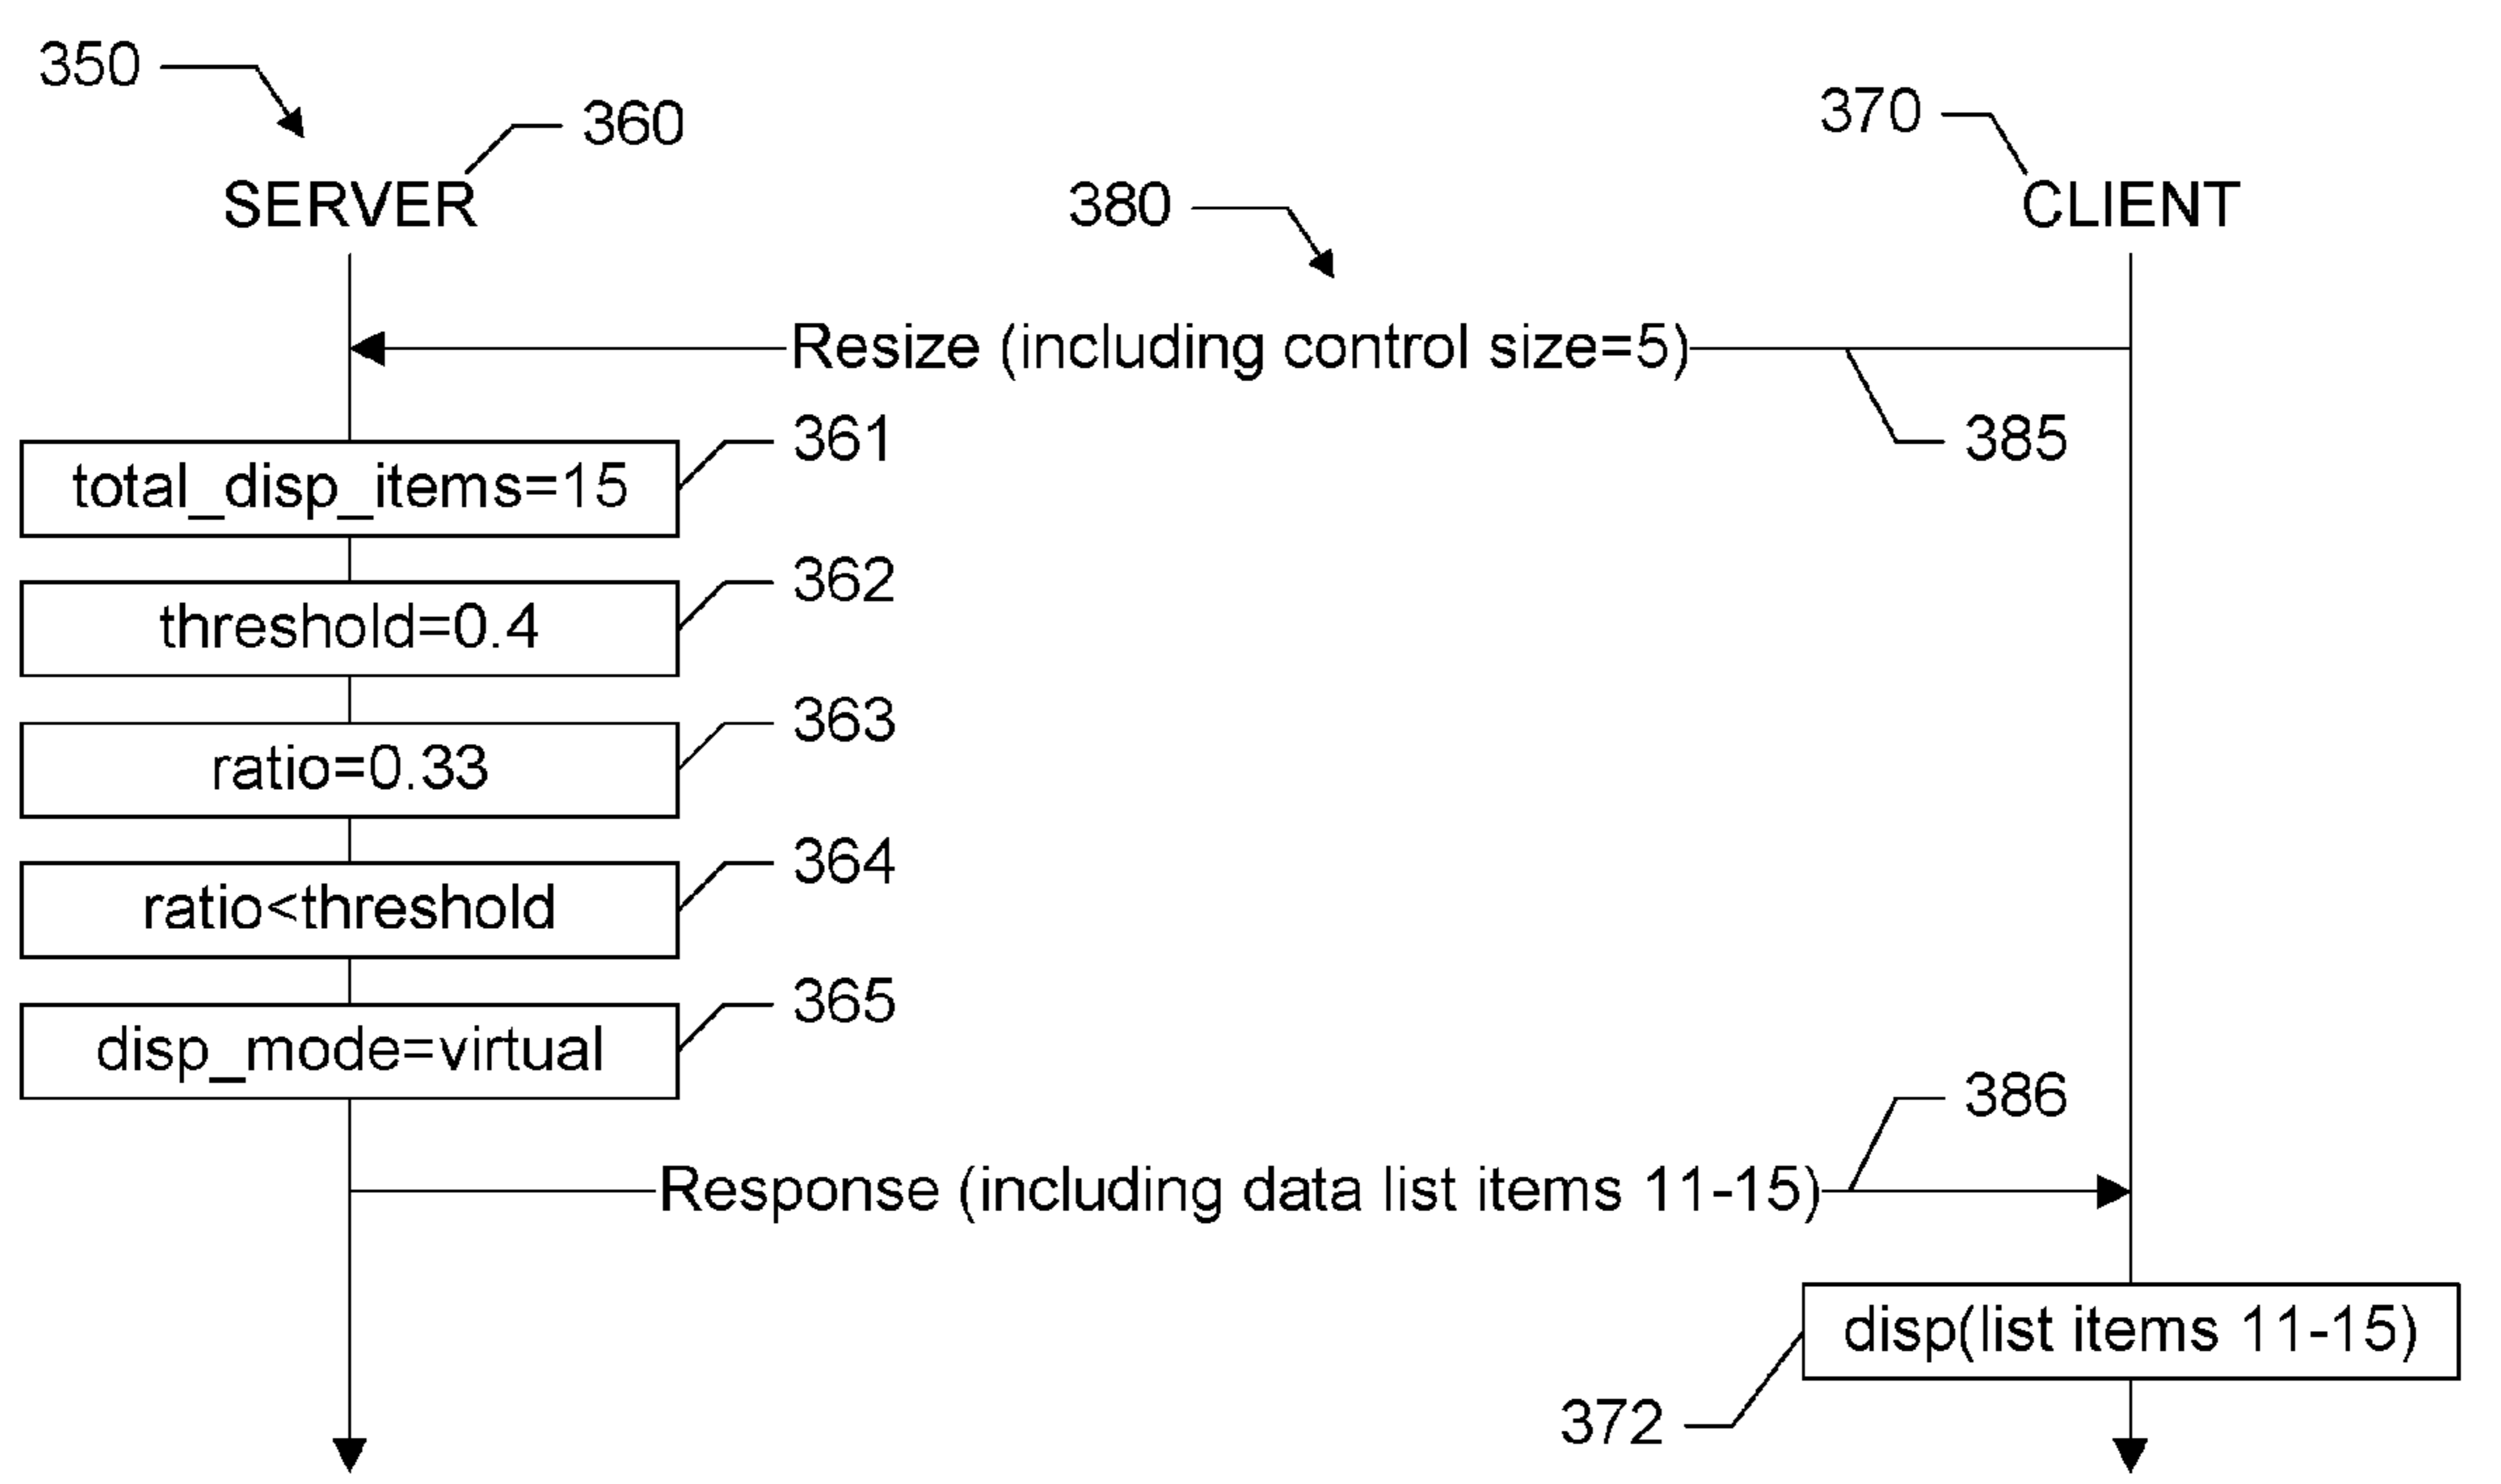 350
360
370
SERVER
380
CLIENT
Resize (including control size=5)
361
385
total_disp_items=15
362
threshold=0.4
363
ratio=0.33
364
ratio<threshold
365
disp_mode=virtual
386
Response (including data list items 11-15)
disp(list items 11-15)
372